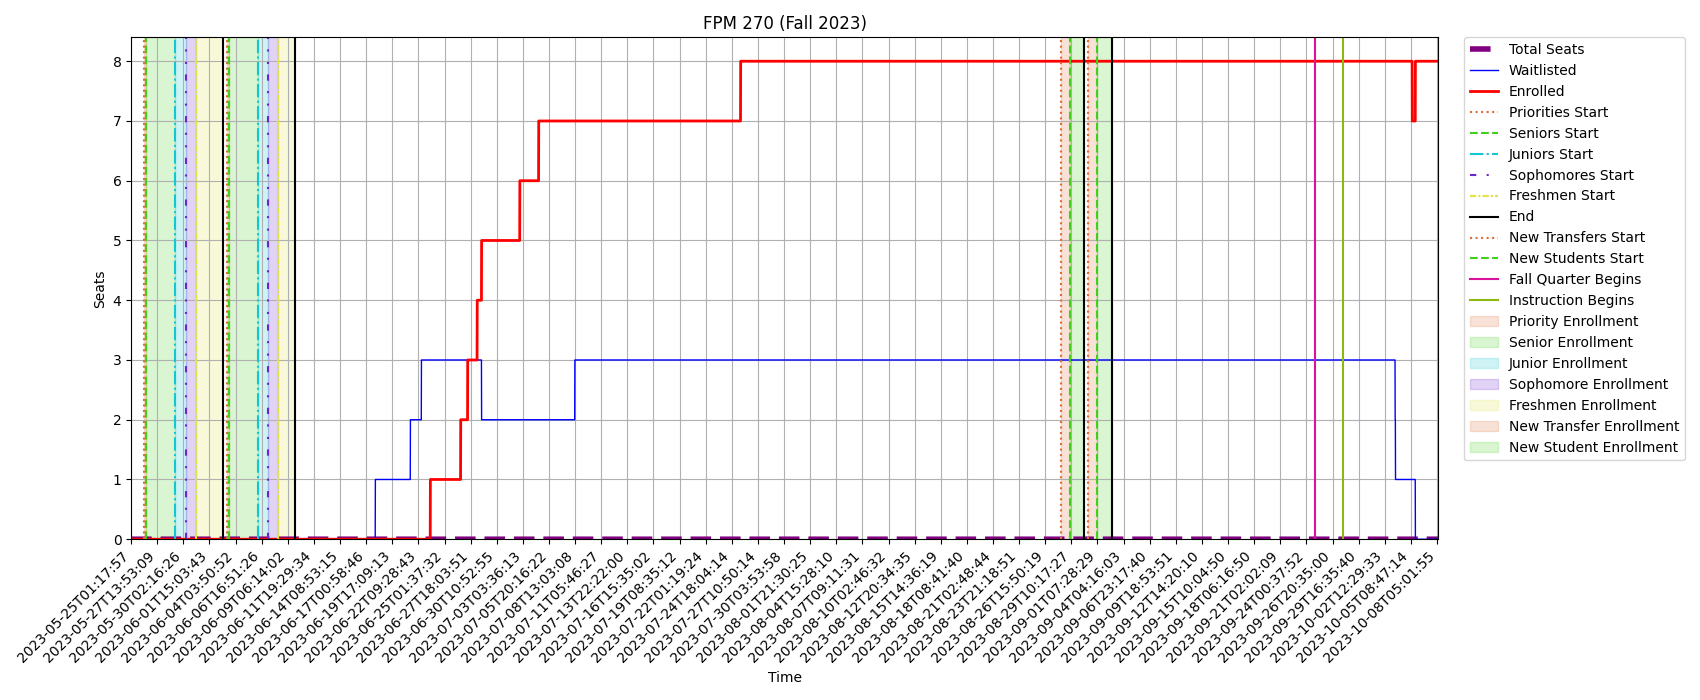 FPM 270 (Fall 2023)
Seats
8
7
6
5
4
3
2
1
0
2023-05-25T01:17:57
2023-05-27T13:53:09
2023-05-30T02:16:26
2023-06-01T15:03:43
2023-06-04T03:50:52
2023-06-06T16:51:26
2023-06-09T06:14:02
2023-06-11T19:29:34
2023-06-14T08:53:15
2023-06-17T00:58:46
2023-06-19T17:09:13
2023-06-22T09:28:43
2023-06-25T01:37:32
2023-06-27T18:03:51
2023-06-30T10:52:55
2023-07-03T03:36:13
2023-07-05T20:16:22
2023-07-08T13:03:08
2023-07-11T05:46:27
2023-07-13T22:22:00
2023-07-16T15:35:02
2023-07-19T08:35:12
2023-07-22T01:19:24
2023-07-24T18:04:14
2023-07-27T10:50:14
2023-07-30T03:53:58
2023-08-01T21:30:25
2023-08-04T15:28:10
2023-08-07T09:11:31
2023-08-10T02:46:32
2023-08-12T20:34:35
2023-08-15T14:36:19
2023-08-18T08:41:40
2023-08-21T02:48:44
2023-08-23T21:18:51
2023-08-26T15:50:19
2023-08-29T10:17:27
2023-09-01T07:28:29
2023-09-04T04:16:03
2023-09-06T23:17:40
2023-09-09T18:53:51
2023-09-12T14:20:10
2023-09-15T10:04:50
2023-09-18T06:16:50
2023-09-21T02:02:09
2023-09-24T00:37:52
2023-09-26T20:35:00
2023-09-29T16:35:40
2023-10-02T12:29:33
2023-10-05T08:47:14
2023-10-08T05:01:55
Time
Total Seats
Waitlisted
Enrolled
Priorities Start
Seniors Start
Juniors Start
Sophomores Start
Freshmen Start
End
New Transfers Start
New Students Start
Fall Quarter Begins
Instruction Begins
Priority Enrollment
Senior Enrollment
Junior Enrollment
Sophomore Enrollment
Freshmen Enrollment
New Transfer Enrollment
New Student Enrollment